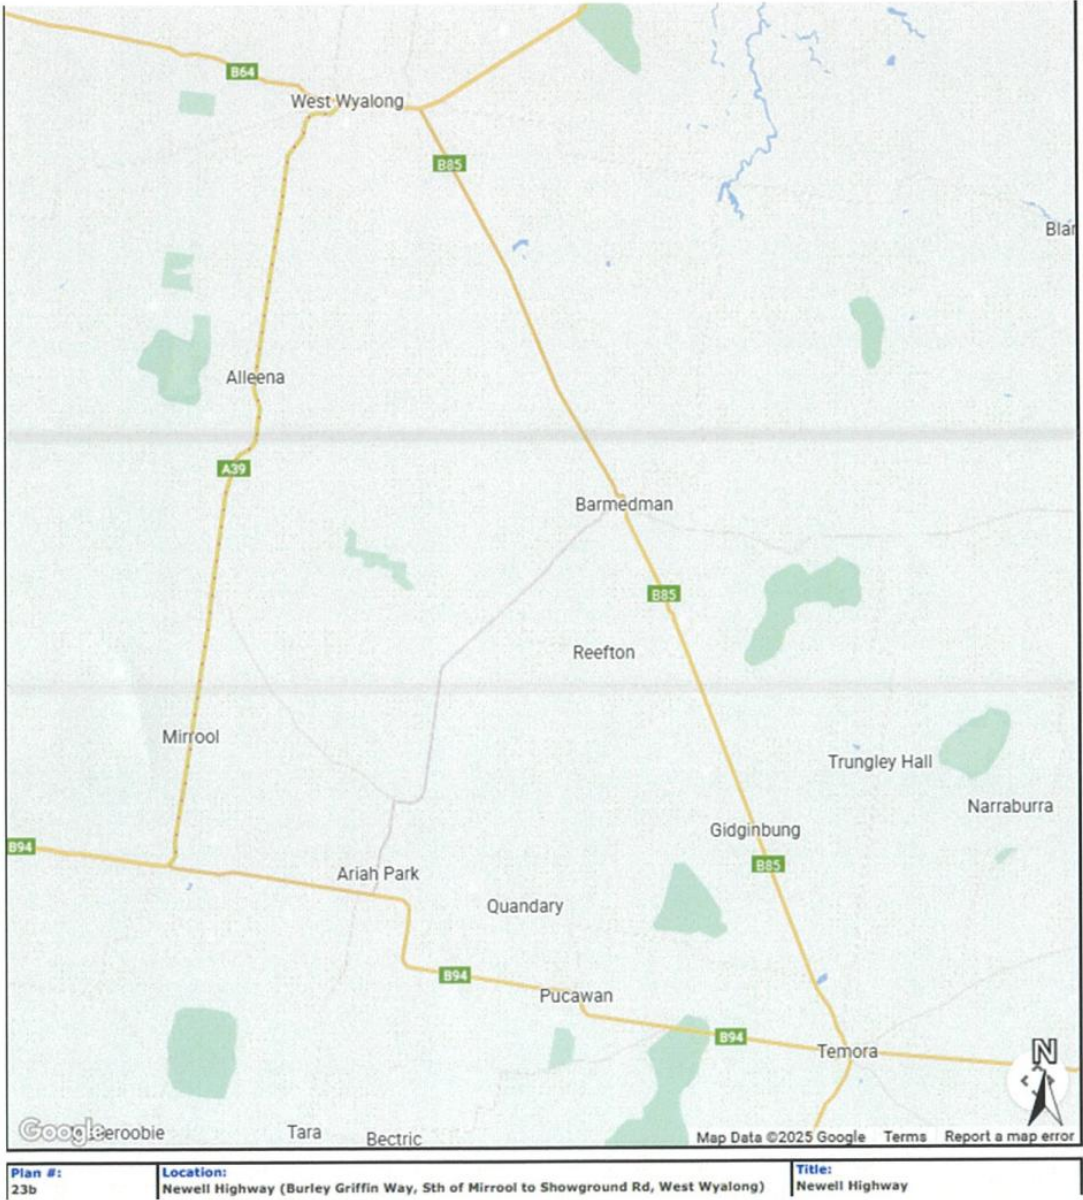 B64
West Wyalong
B85
Blan
Alleena
A39
Barmedman
B85
Reefton
Mirrool
Trungley Hall
Narraburra
Gidginbung
B94
B85
Ariah Park
Quandary
B94
Pucawan
B94
Temora
N
Google
eroobie
Tara
Bectric
Map Data ©2025 Google Terms Report a map error
Plan #:
23b
Location:
Newell Highway (Burley Griffin Way, Sth of Mirrool to Showground Rd, West Wyalong)
Title:
Newell Highway